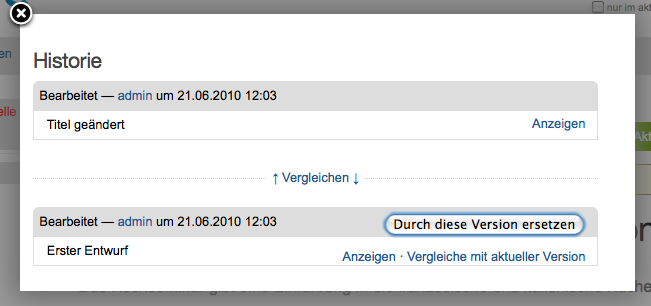 nur im akt
en
Historie
Bearbeitet — admin um 21.06.2010 12:03
elle
Titel geändert
Anzeigen
Akt
↑ Vergleichen ↓
Bearbeitet — admin um 21.06.2010 12:03
Durch diese Version ersetzen
Erster Entwurf
Anzeigen · Vergleiche mit aktueller Version